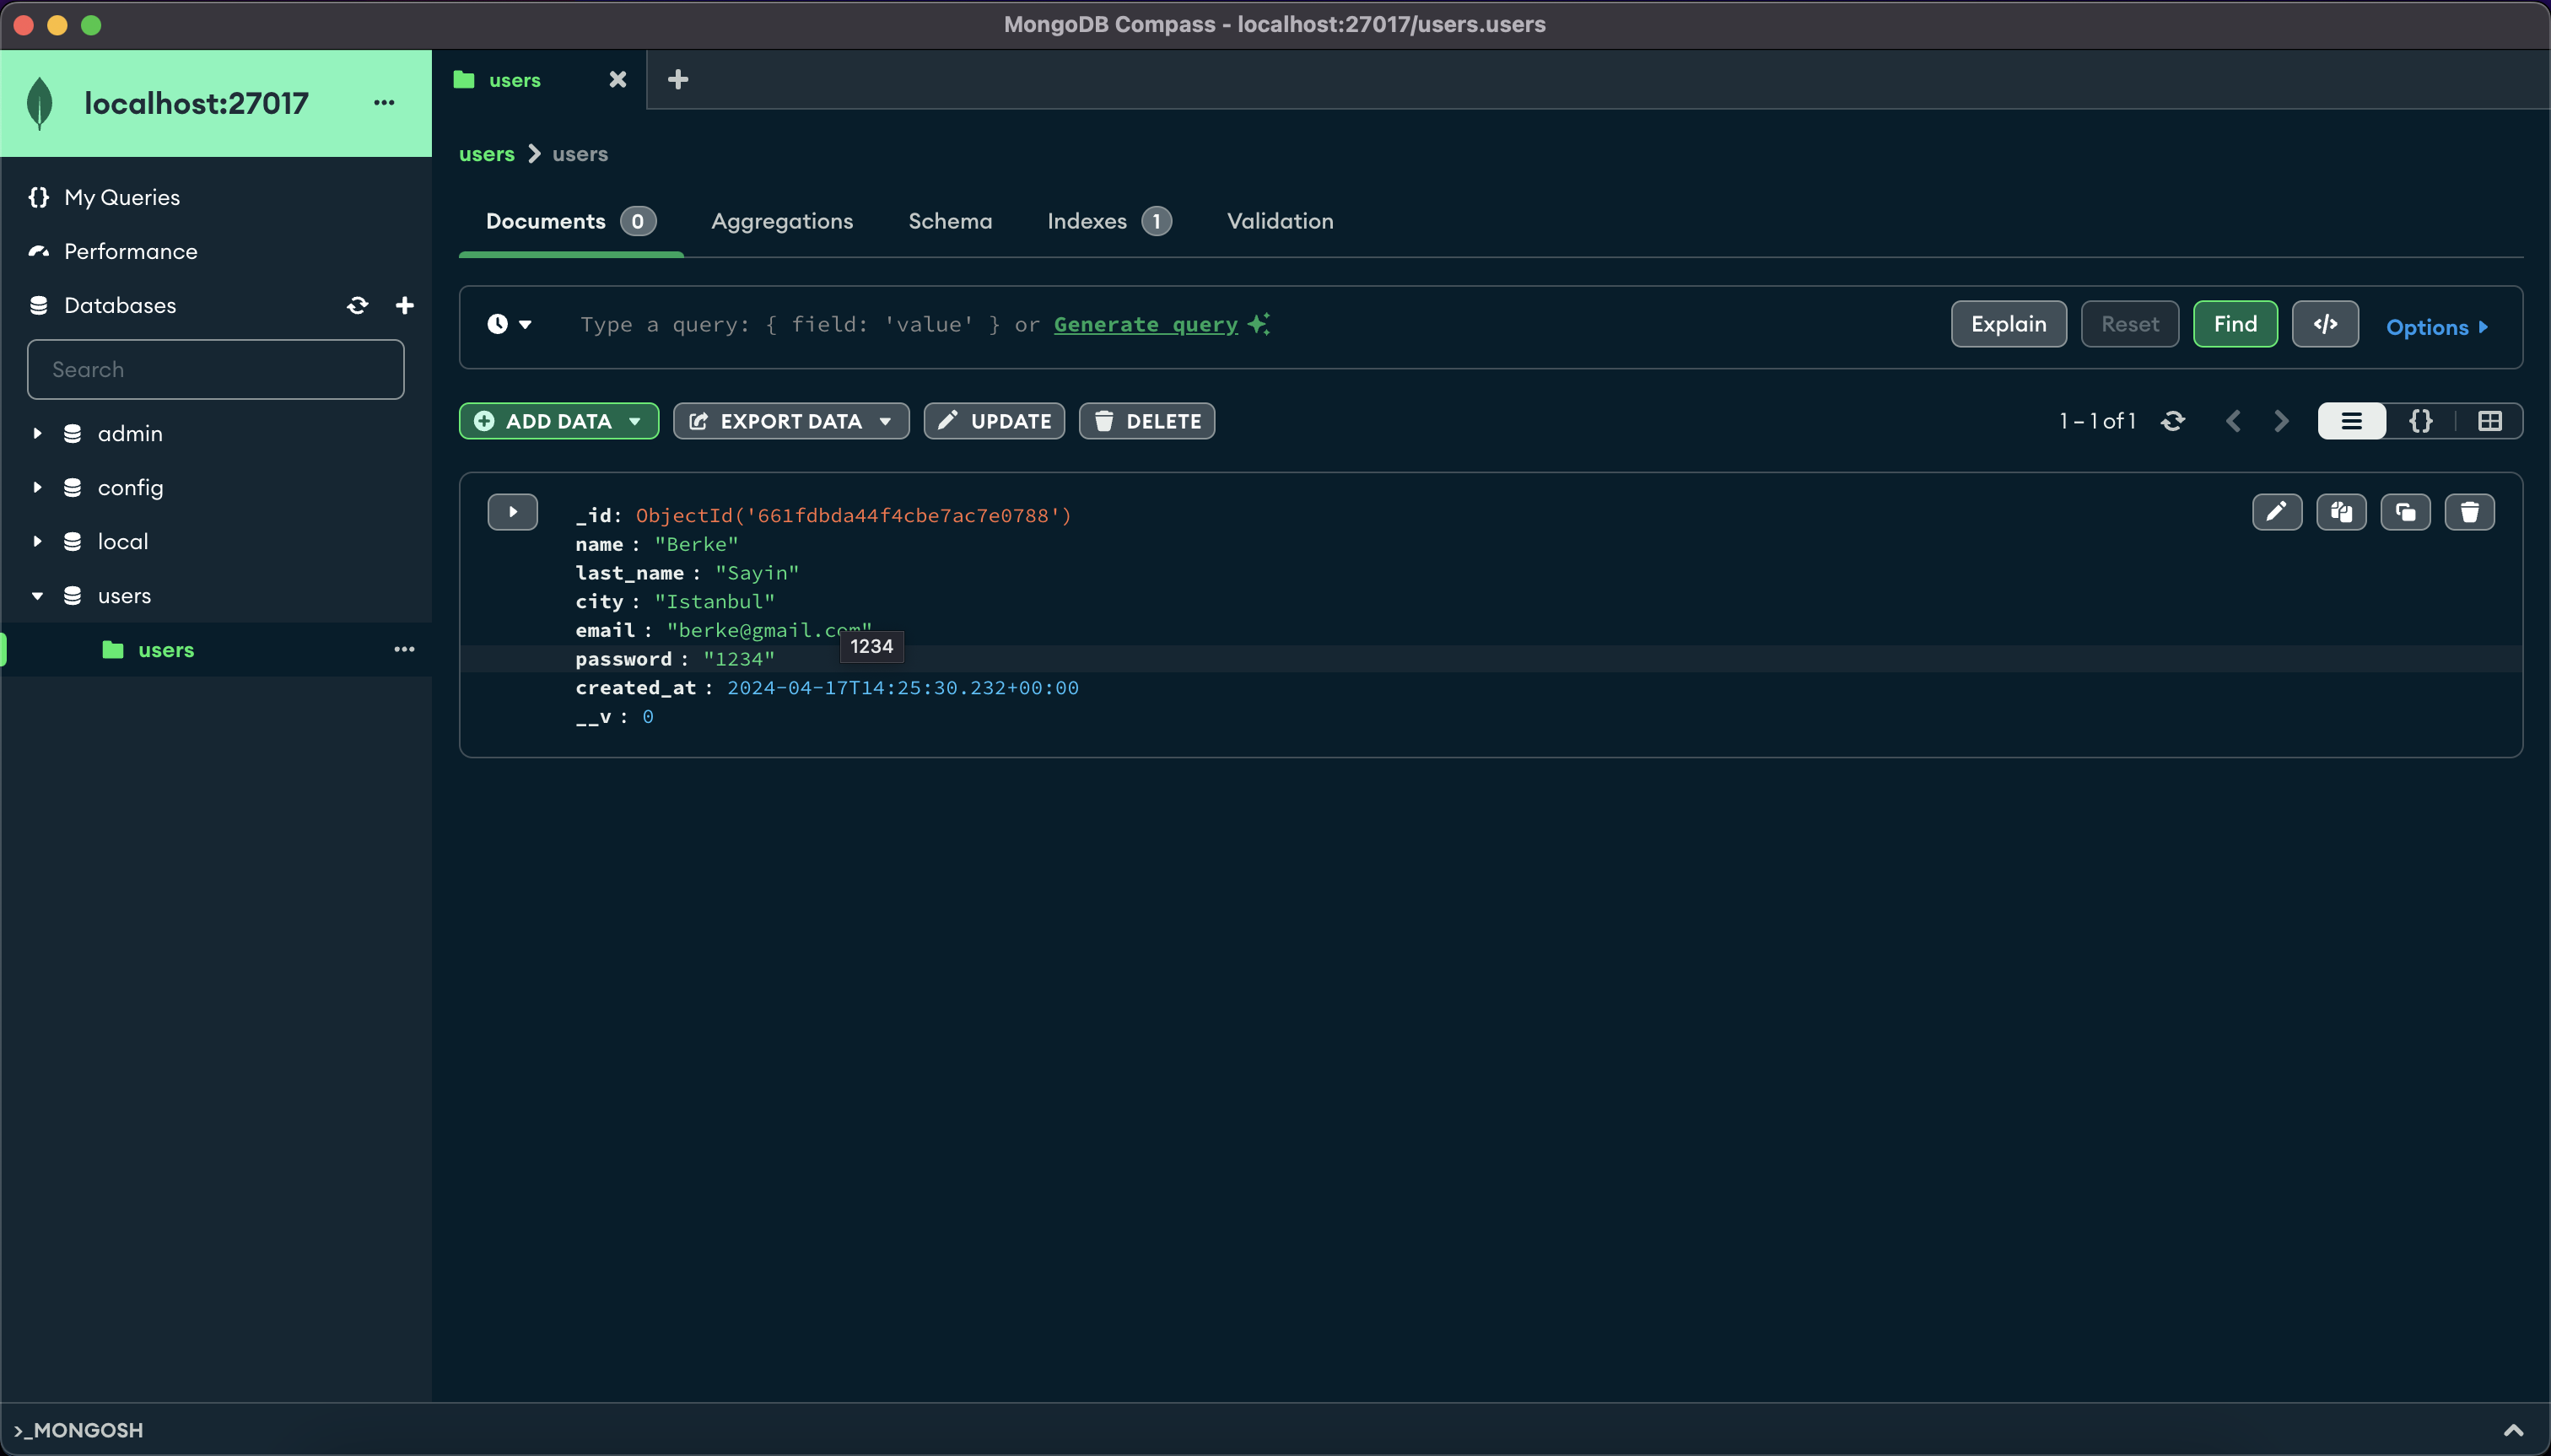 MongoDB Compass - localhost:27017/users.users
localhost:27017
users
users
users
My Queries
Performance
Databases
Search
admin
config
local
users
users
Documents 0 Aggregations Schema Indexes 1 Validation
Type a query: { field: 'value' } or Generate query
Explain Reset Find </> Options
ADD DATA EXPORT DATA UPDATE DELETE
1 – 1 of 1 {}
_id: ObjectId('661fdbda44f4cbe7ac7e0788')
name : "Berke"
last_name : "Sayin"
city : "Istanbul"
email : "berke@gmail.com"
1234
password : "1234"
created_at : 2024-04-17T14:25:30.232+00:00
__v : 0
>_MONGOSH